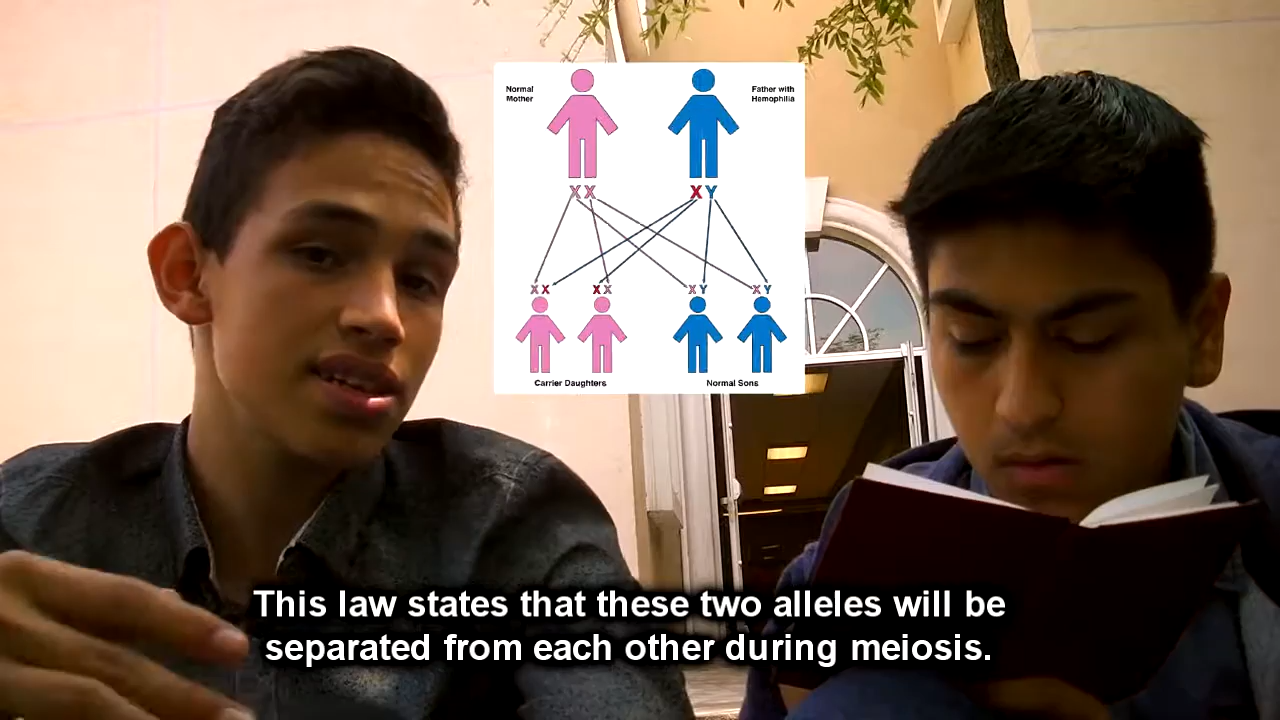 Normal
Mother
Father with
Hemophilia
X X
X Y
X X
X X
X Y
X Y
Carrier Daughters
Normal Sons
This law states that these two alleles will be
separated from each other during meiosis.